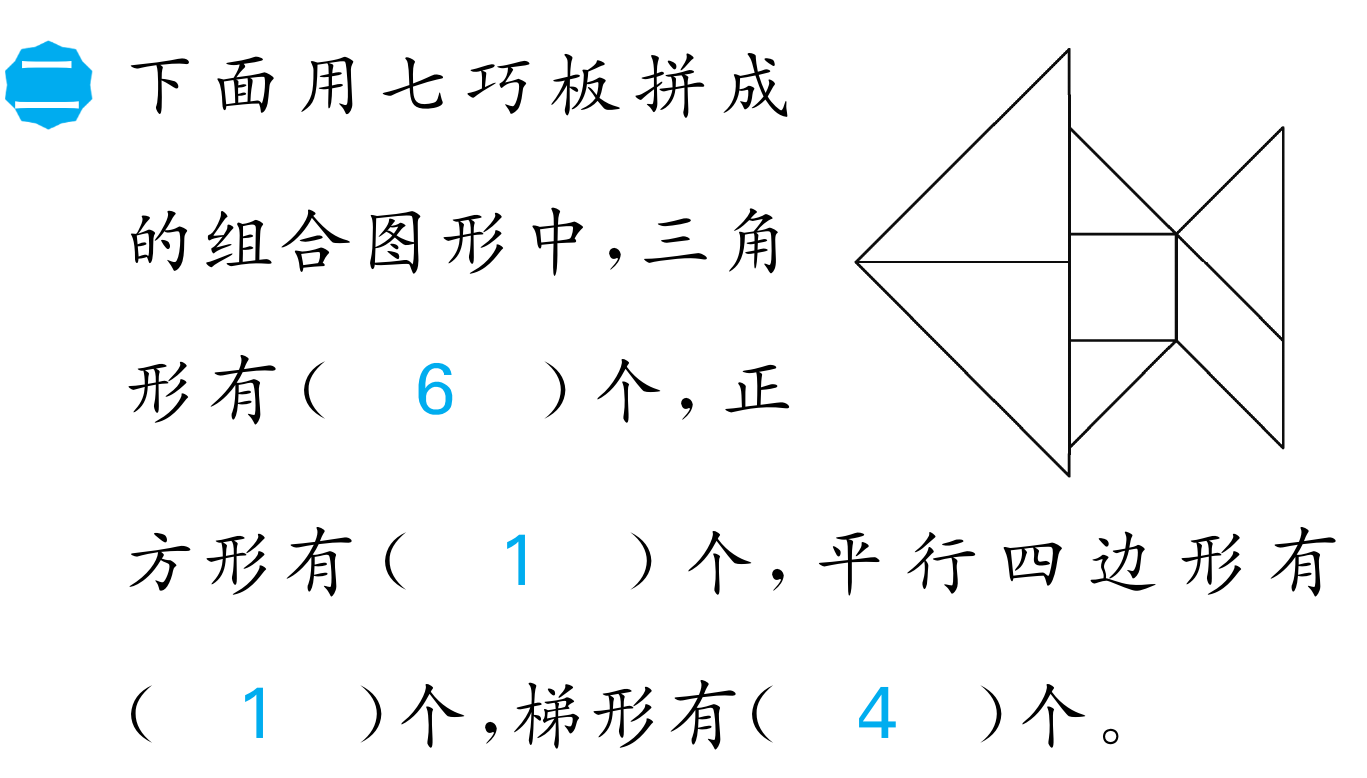 二 下面用七巧板拼成
的组合图形中,三角
形有( 6 )个,正
方形有( 1 )个,平行四边形有
( 1 )个,梯形有( 4 )个。